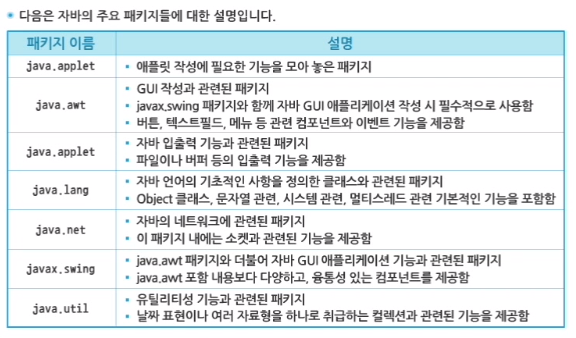 다음은 자바의 주요 패키지들에 대한 설명입니다.
패키지 이름 설명
java.applet
▪ 애플릿 작성에 필요한 기능을 모아 놓은 패키지
java.awt
▪ GUI 작성과 관련된 패키지
▪ javax.swing 패키지와 함께 자바 GUI 애플리케이션 작성 시 필수적으로 사용함
▪ 버튼, 텍스트필드, 메뉴 등 관련 컴포넌트와 이벤트 기능을 제공함
java.applet
▪ 자바 입출력 기능과 관련된 패키지
▪ 파일이나 버퍼 등의 입출력 기능을 제공함
java.lang
▪ 자바 언어의 기초적인 사항을 정의한 클래스와 관련된 패키지
▪ Object 클래스, 문자열 관련, 시스템 관련, 멀티스레드 관련 기본적인 기능을 포함함
java.net
▪ 자바의 네트워크에 관련된 패키지
▪ 이 패키지 내에는 소켓과 관련된 기능을 제공함
javax.swing
▪ java.awt 패키지와 더불어 자바 GUI 애플리케이션 기능과 관련된 패키지
▪ java.awt 포함 내용보다 다양하고, 융통성 있는 컴포넌트를 제공함
java.util
▪ 유틸리티성 기능과 관련된 패키지
▪ 날짜 표현이나 여러 자료형을 하나로 취급하는 컬렉션과 관련된 기능을 제공함